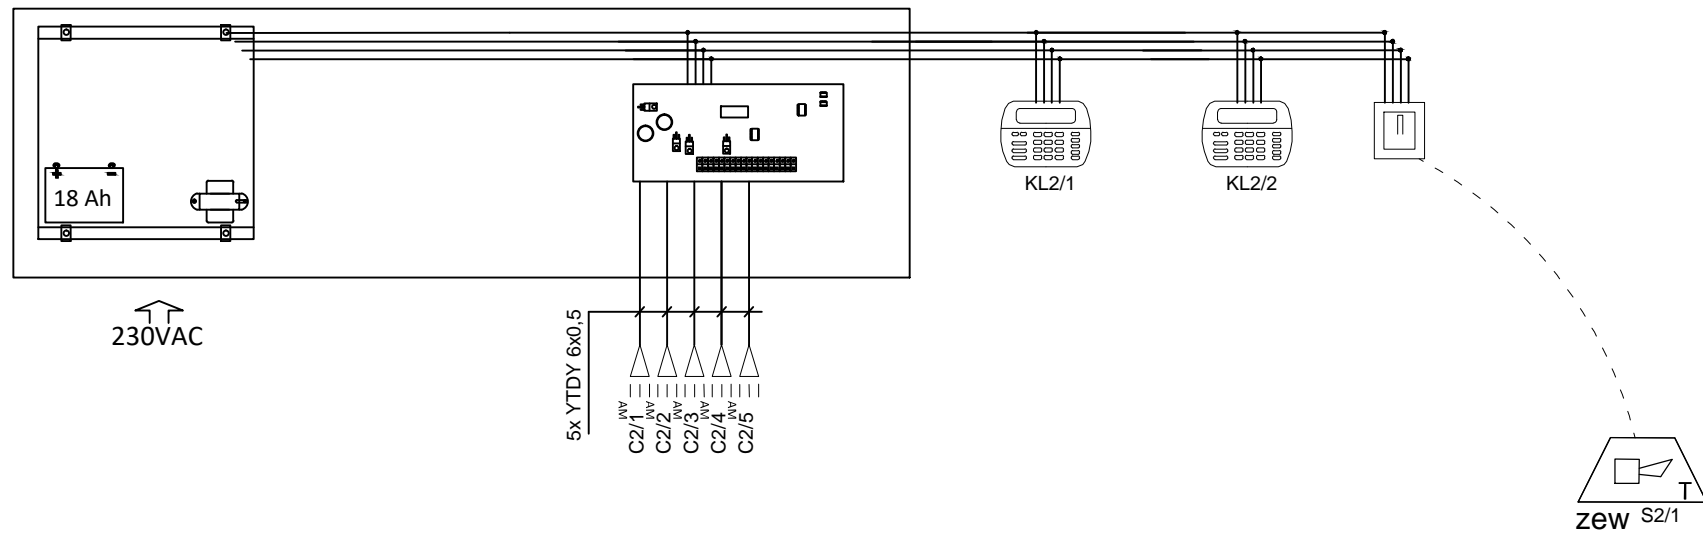 18 Ah
KL2/1
KL2/2
230VAC
5x YTDY 6x0,5
AM
C2/1
AM
C2/2
AM
C2/3
AM
C2/4
AM
C2/5
T
zew S2/1